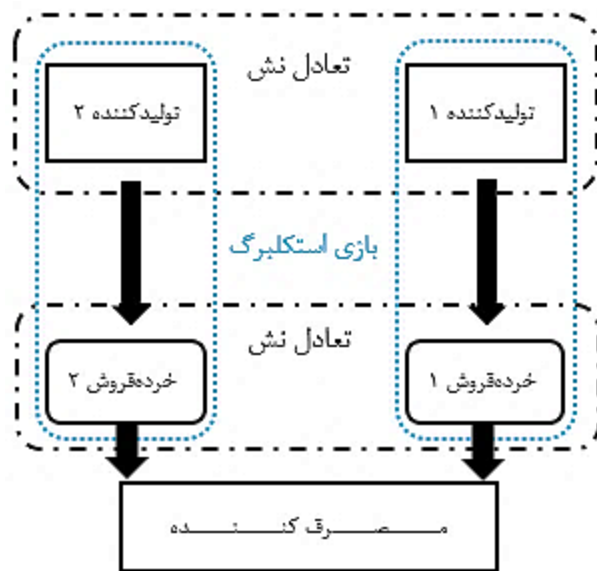 تعادل نش
تولیدکننده ۱
تولیدکننده ۲
بازی استکلبرگ
تعادل نش
خرده‌فروش ۱
خرده‌فروش ۲
مصرف کننده